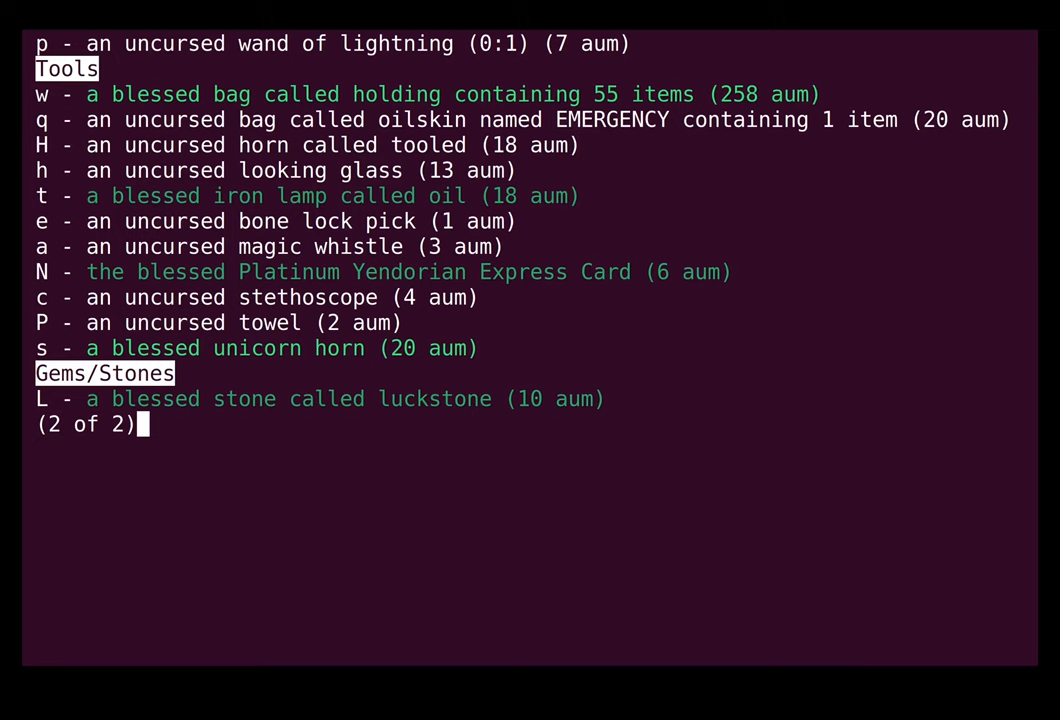 p - an uncursed wand of lightning (0:1) (7 aum)
Tools
w - a blessed bag called holding containing 55 items (258 aum)
q - an uncursed bag called oilskin named EMERGENCY containing 1 item (20 aum)
H - an uncursed horn called tooled (18 aum)
h - an uncursed looking glass (13 aum)
t - a blessed iron lamp called oil (18 aum)
e - an uncursed bone lock pick (1 aum)
a - an uncursed magic whistle (3 aum)
N - the blessed Platinum Yendorian Express Card (6 aum)
c - an uncursed stethoscope (4 aum)
P - an uncursed towel (2 aum)
s - a blessed unicorn horn (20 aum)
Gems/Stones
L - a blessed stone called luckstone (10 aum)
(2 of 2)